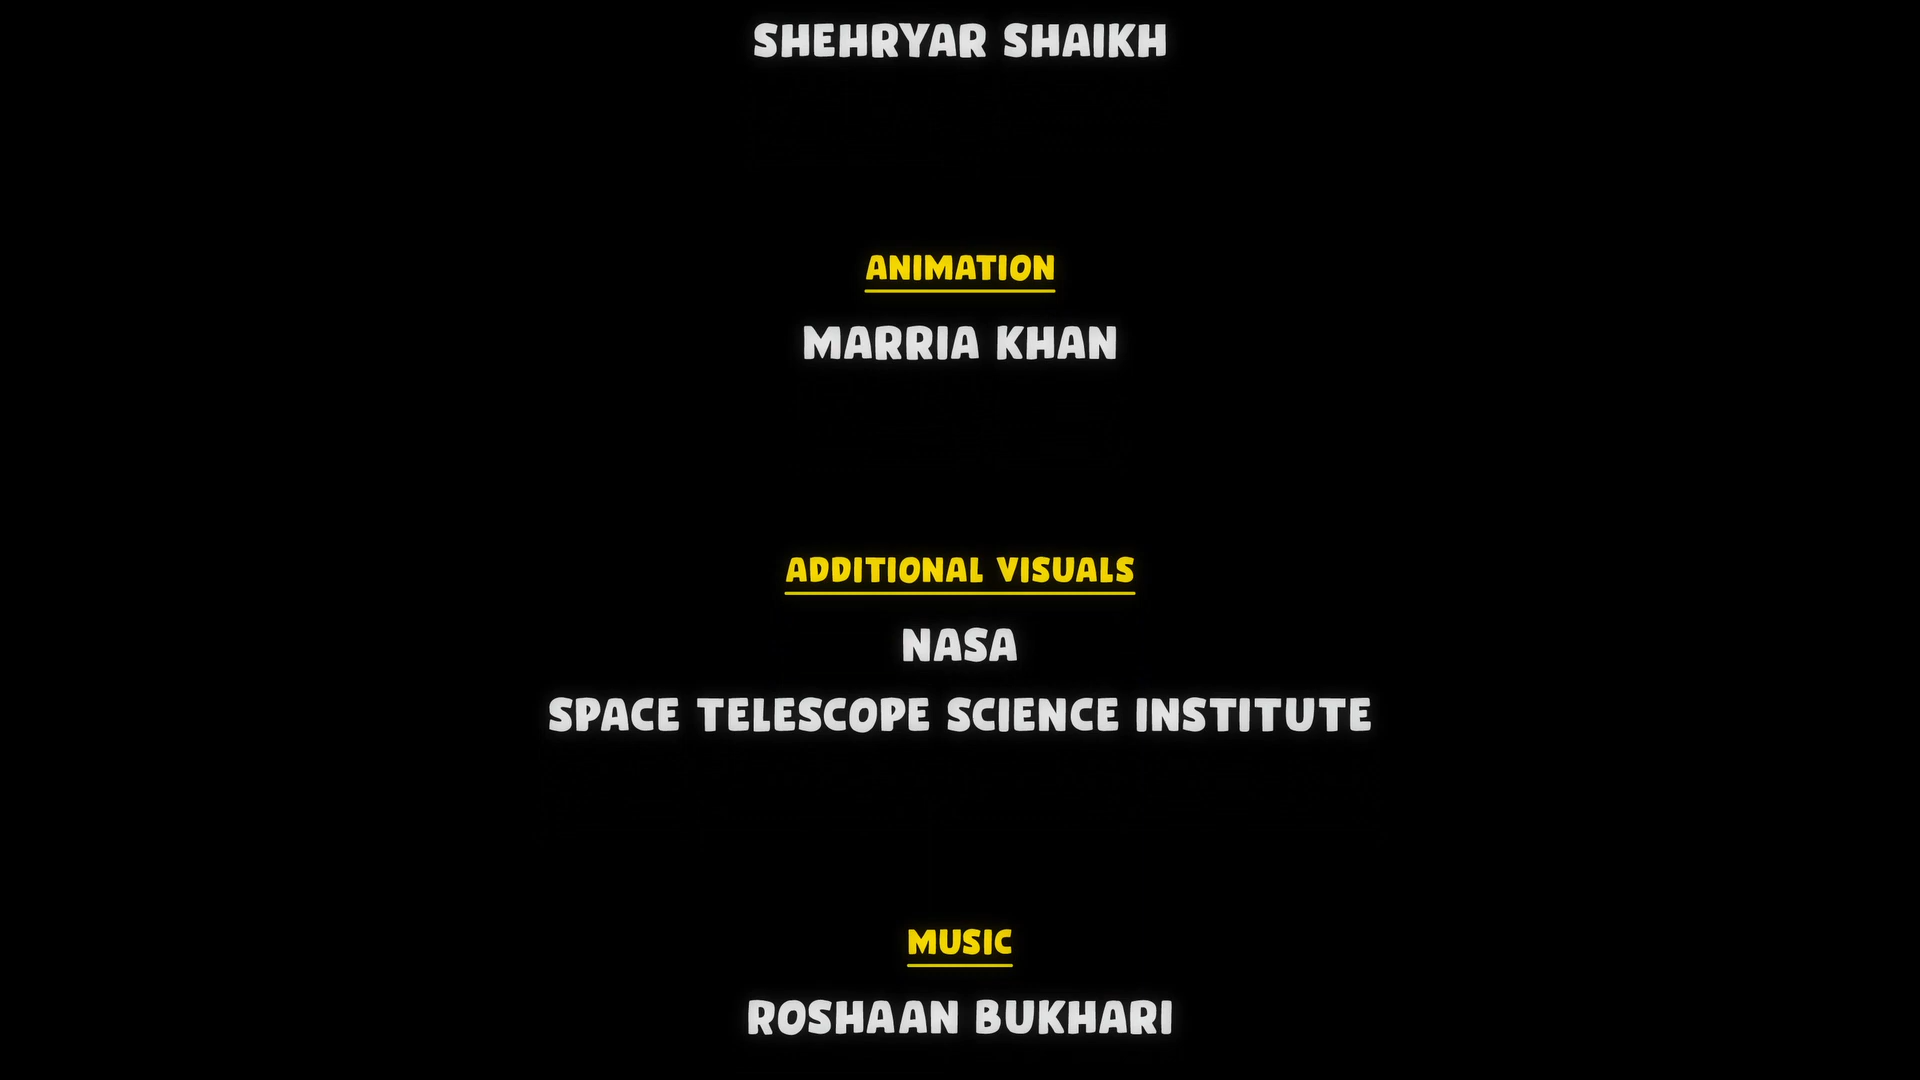 SHEHRYAR SHAIKH
ANIMATION
MARRIA KHAN
ADDITIONAL VISUALS
NASA
SPACE TELESCOPE SCIENCE INSTITUTE
MUSIC
ROSHAAN BUKHARI